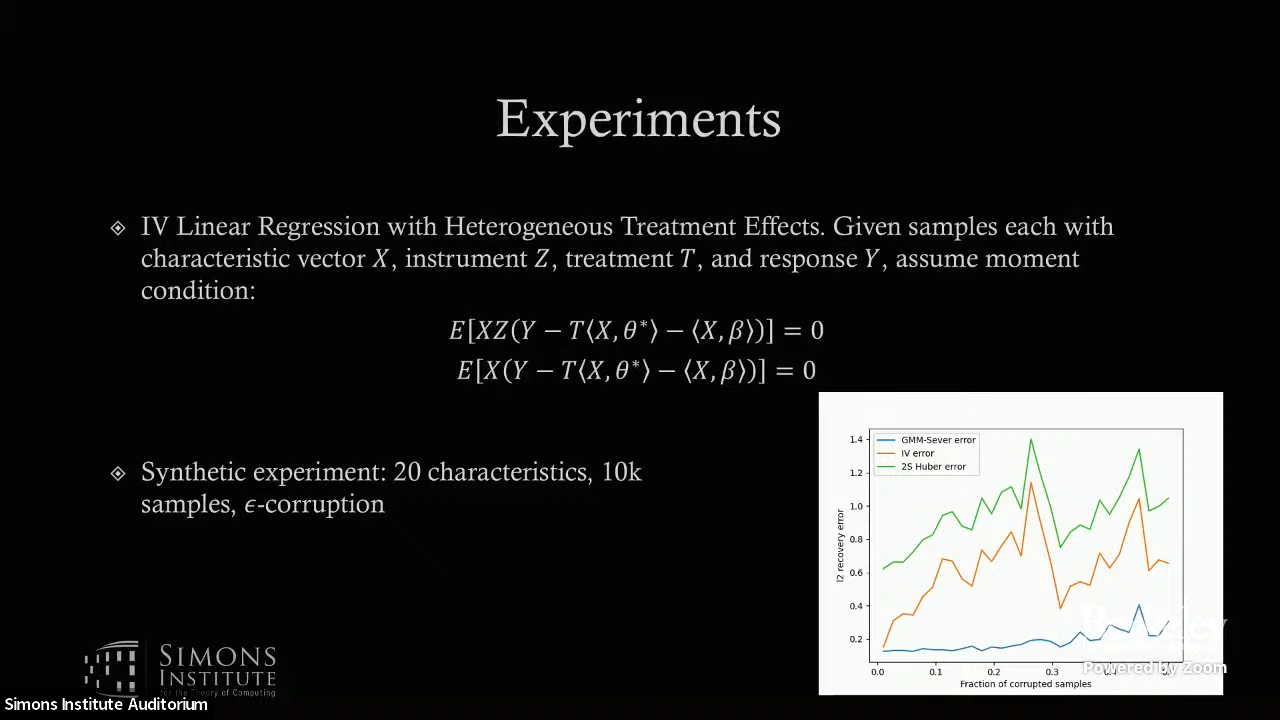 Experiments
IV Linear Regression with Heterogeneous Treatment Effects. Given samples each with
characteristic vector X, instrument Z, treatment T, and response Y, assume moment
condition:
E[XZ(Y − T⟨X, θ*⟩ − ⟨X, β⟩)] = 0
E[X(Y − T⟨X, θ*⟩ − ⟨X, β⟩)] = 0
Synthetic experiment: 20 characteristics, 10k
samples, ϵ-corruption
GMM-Sever error
IV error
2S Huber error
1.4
1.2
1.0
0.8
0.6
0.4
0.2
l2 recovery error
0.0 0.1 0.2 0.3
Fraction of corrupted samples
Berkeley
Powered by Zoom
SIMONS
INSTITUTE
for the Theory of Computing
Simons Institute Auditorium